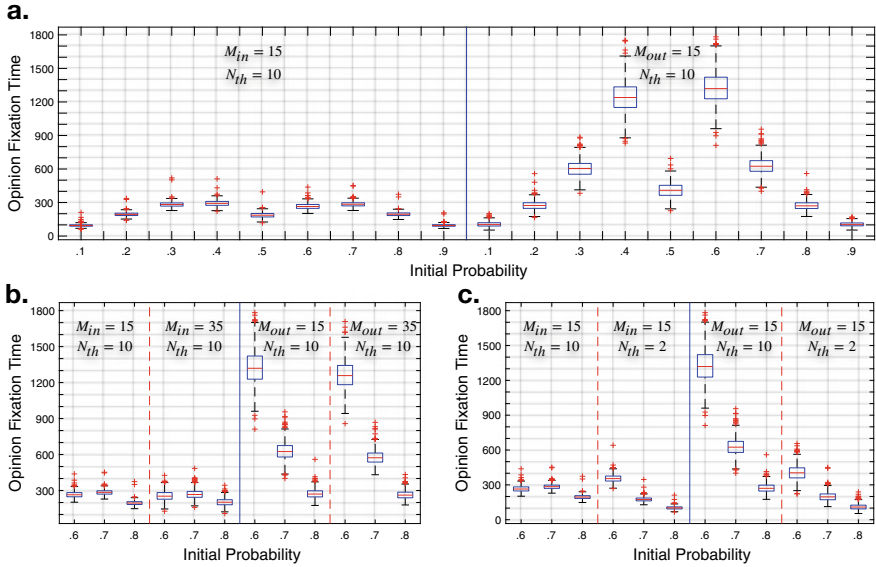 a.
1800
1500
1200
900
600
300
0
Opinion Fixation Time
M_in = 15
N_th = 10
M_out = 15
N_th = 10
.1 .2 .3 .4 .5 .6 .7 .8 .9 .1 .2 .3 .4 .5 .6 .7 .8 .9
Initial Probability
b.
1800
1500
1200
900
600
300
Opinion Fixation Time
M_in = 15 M_in = 35 M_out = 15 M_out = 35
N_th = 10 N_th = 10 N_th = 10 N_th = 10
.6 .7 .8 .6 .7 .8 .6 .7 .8 .6 .7 .8
Initial Probability
c.
1800
1500
1200
900
600
300
0
Opinion Fixation Time
M_in = 15 M_in = 15 M_out = 15 M_out = 15
N_th = 10 N_th = 2 N_th = 10 N_th = 2
.6 .7 .8 .6 .7 .8 .6 .7 .8 .6 .7 .8
Initial Probability